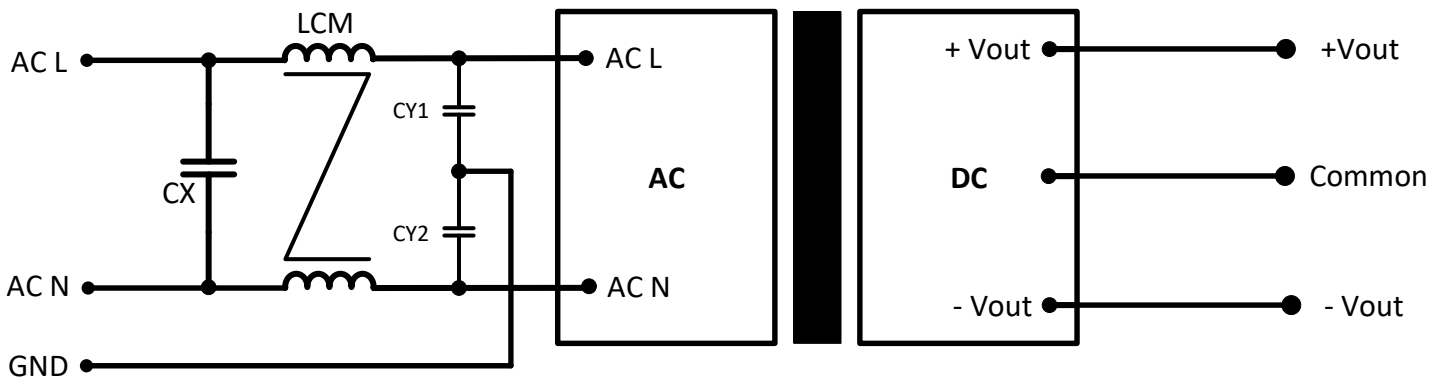 LCM
AC L
CX
AC N
GND
CY1
CY2
AC L
AC
AC N
+ Vout
DC
- Vout
+Vout
Common
- Vout